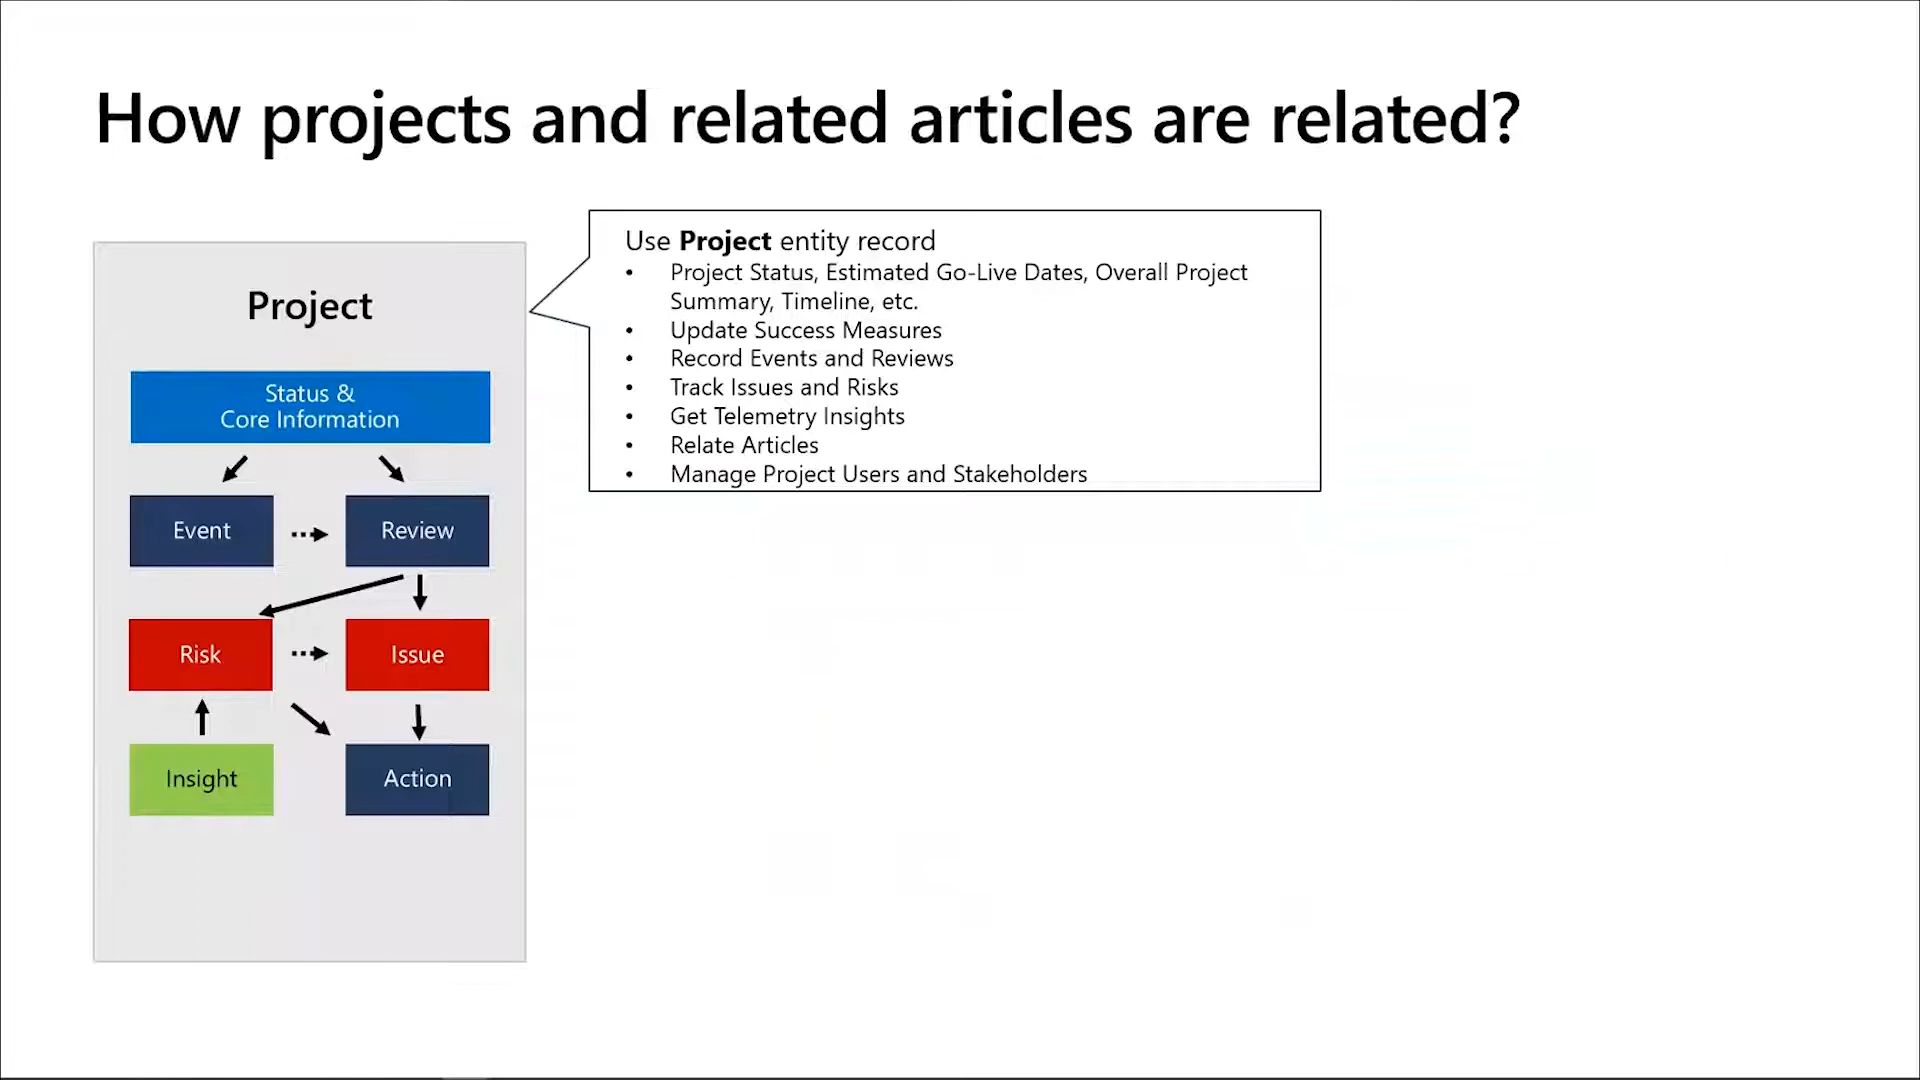 How projects and related articles are related?
Project
Status &
Core Information
Event
Review
Risk
Issue
Insight
Action
Use Project entity record
• Project Status, Estimated Go-Live Dates, Overall Project
Summary, Timeline, etc.
• Update Success Measures
• Record Events and Reviews
• Track Issues and Risks
• Get Telemetry Insights
• Relate Articles
• Manage Project Users and Stakeholders